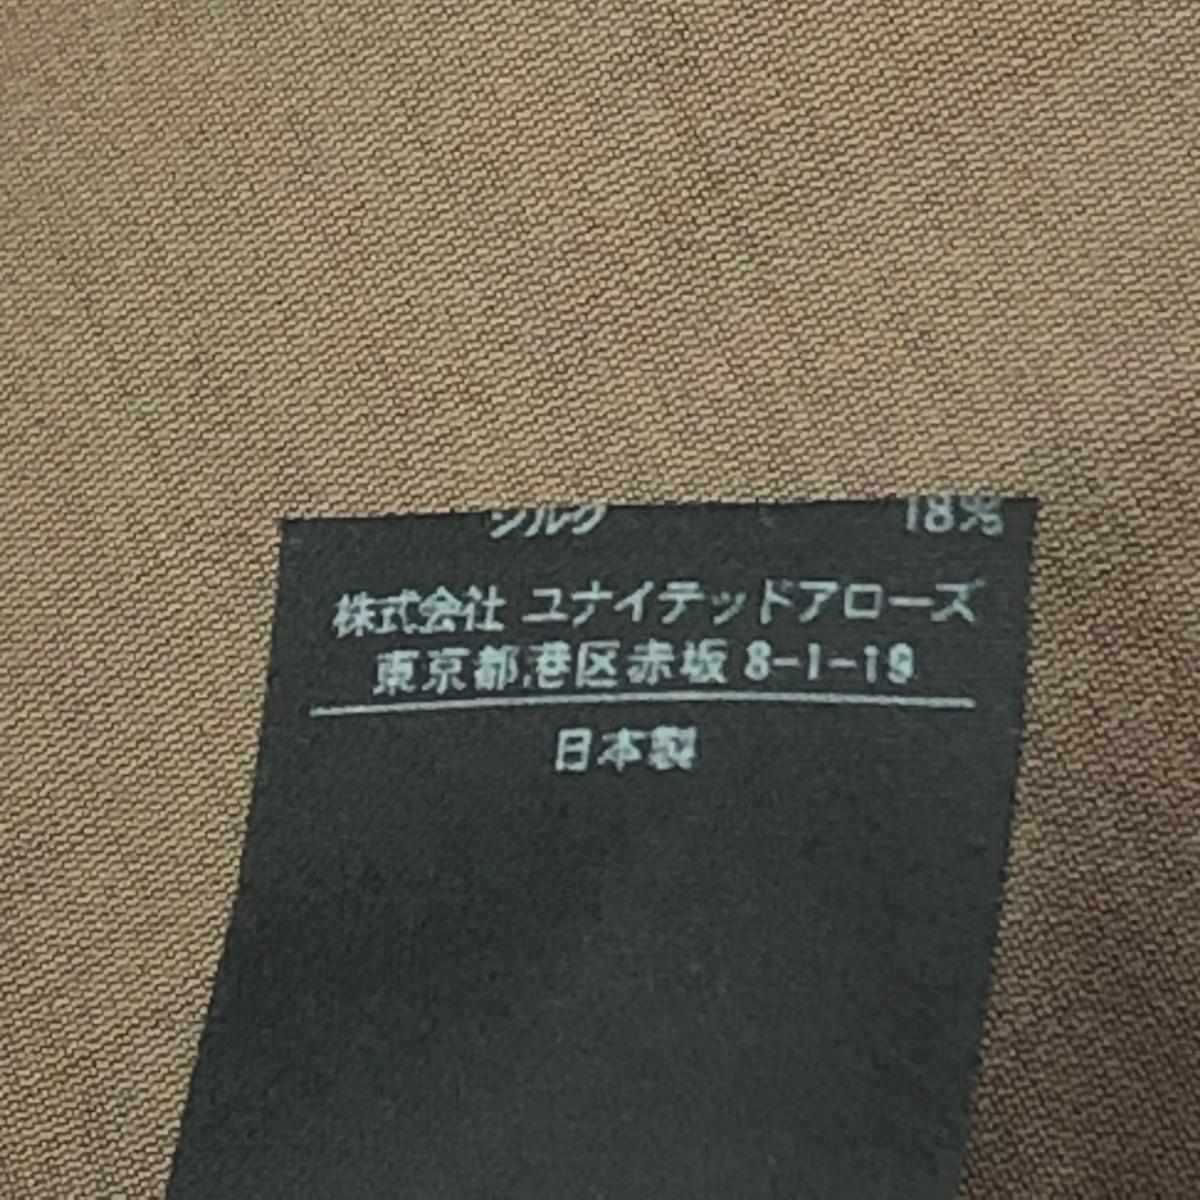 シルク 18%
株式会社 ユナイテッドアローズ
東京都港区赤坂 8-1-19
日本製